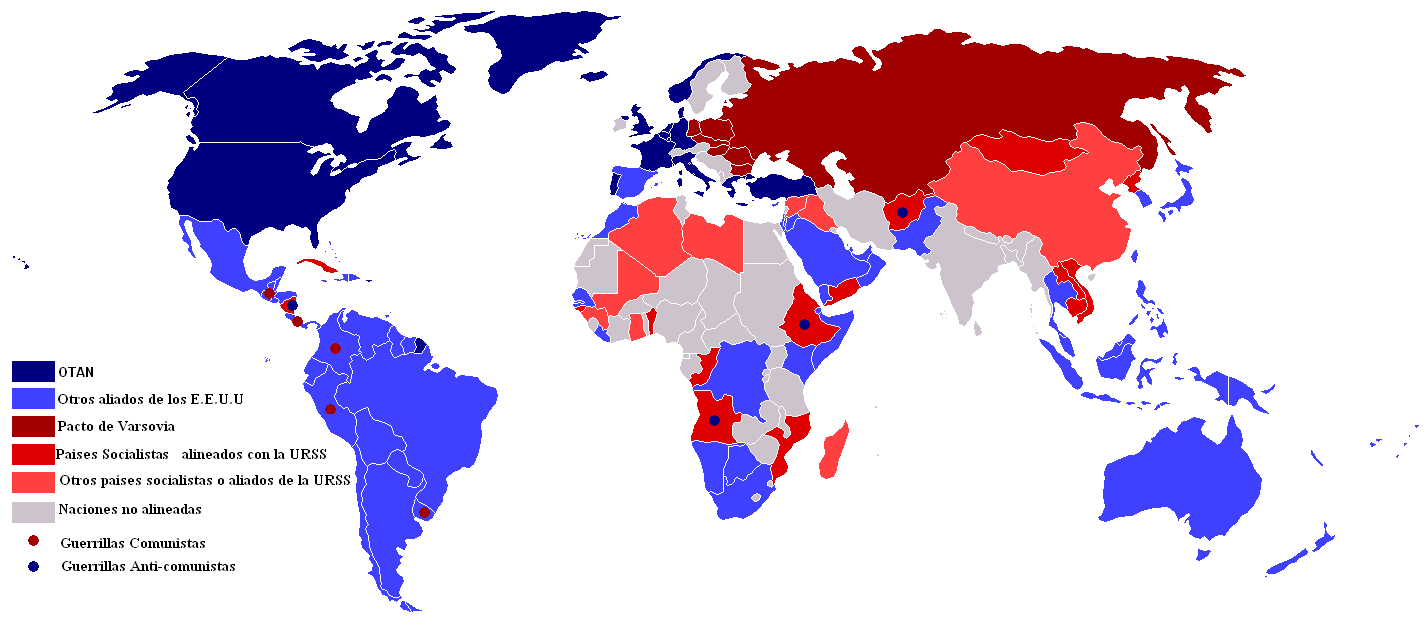 OTAN
Otros aliados de los E.E.U.U
Pacto de Varsovia
Paises Socialistas alineados con la URSS
Otros paises socialistas o aliados de la URSS
Naciones no alineadas
Guerrillas Comunistas
Guerrillas Anti-comunistas